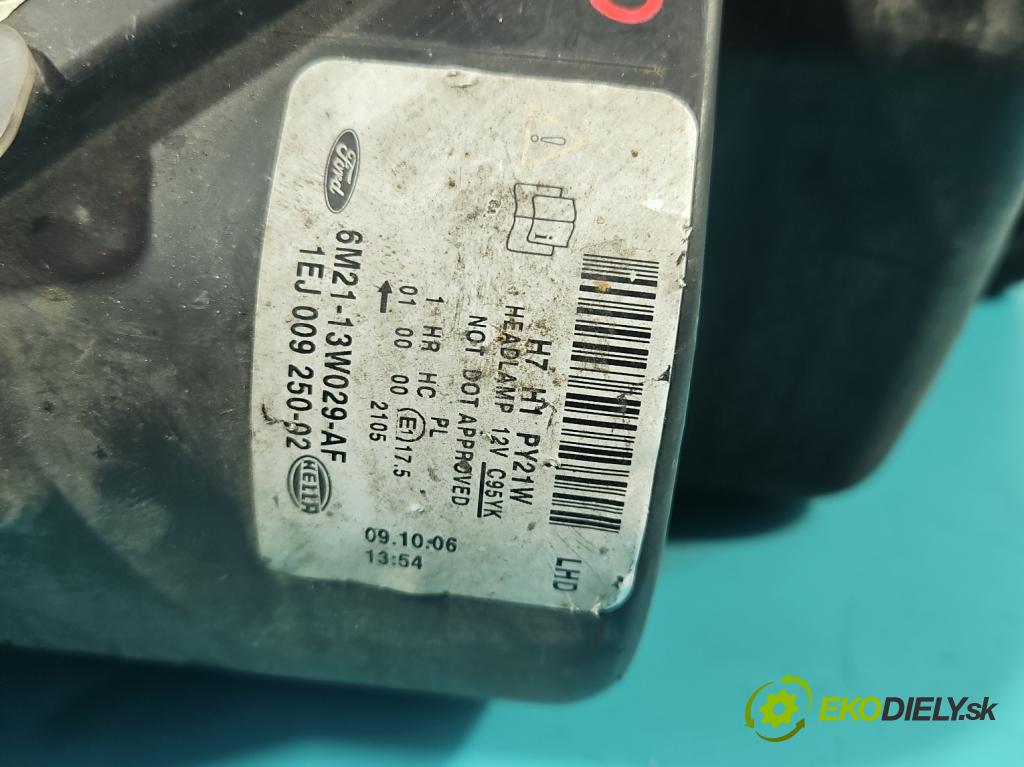 Ford
6M21-13W029-AF
1EJ 009 250-02
HELLA
1 HR HC PL
01 00 00 E1 17.5
2105
H7 H1 PY21W
HEADLAMP 12V C95YK
NOT DOT APPROVED
LHD
09.10.06
13:54
EKODIELY.sk